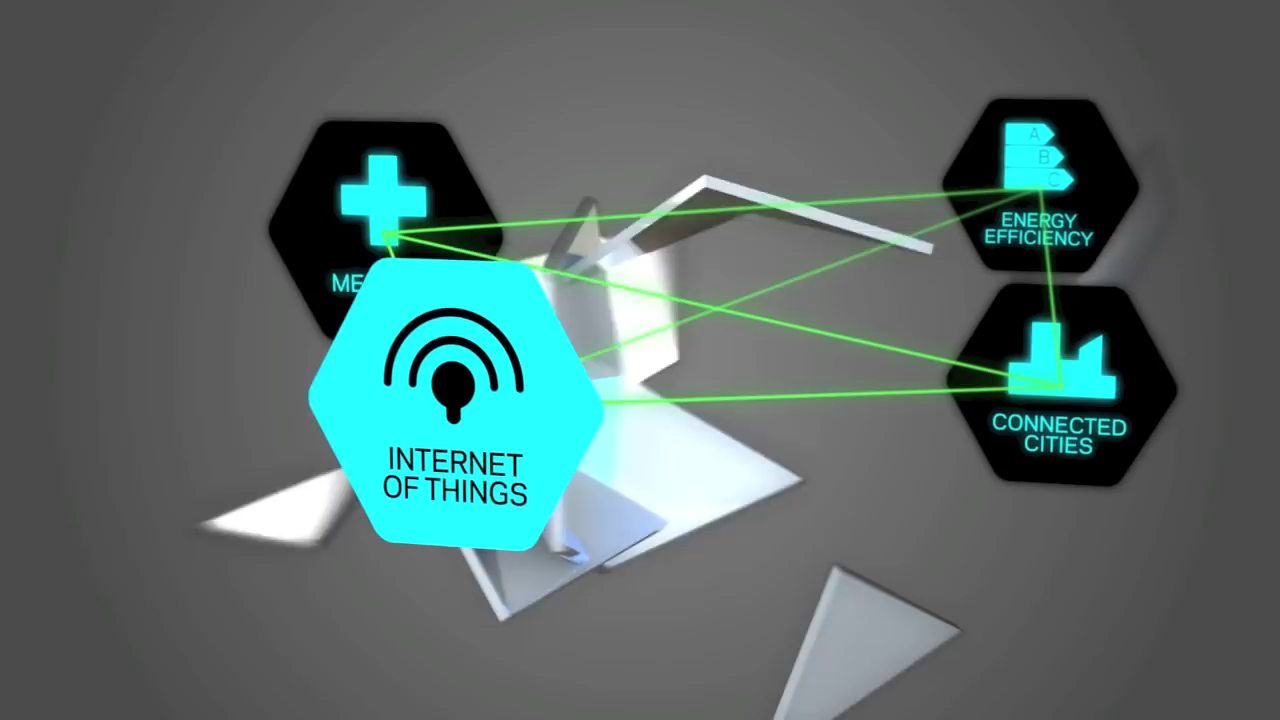 A
B
C
ENERGY
EFFICIENCY
CONNECTED
CITIES
INTERNET
OF THINGS